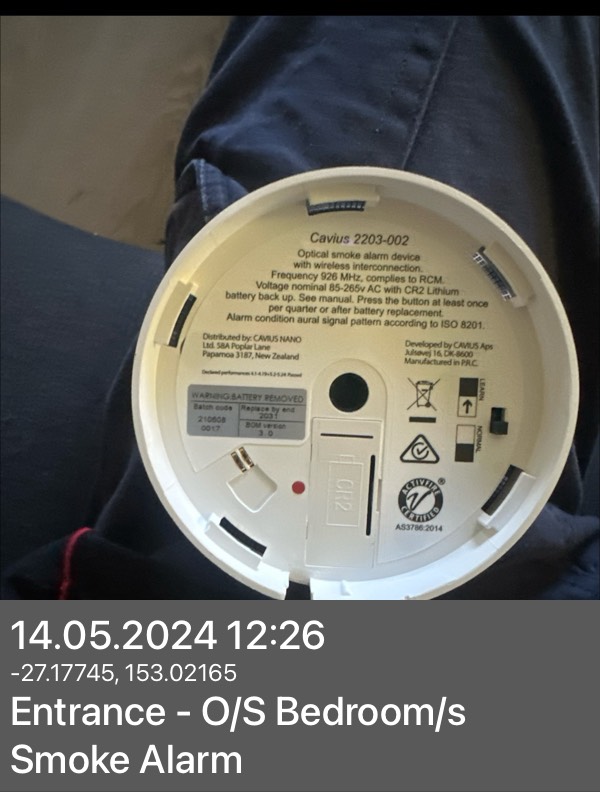 Cavius 2203-002
Optical smoke alarm device
with wireless interconnection.
Frequency 926 MHz, complies to RCM.
Voltage nominal 85-265v AC with CR2 Lithium
battery back up. See manual. Press the button at least once
per quarter or after battery replacement.
Alarm condition aural signal pattern according to ISO 8201.
Distributed by: CAVIUS NANO
Ltd. 58A Poplar Lane
Papamoa 3187, New Zealand
Developed by CAVIUS Aps
Julsøvej 16, DK-8600
Manufactured in P.R.C.
WARNING:BATTERY REMOVED
Batch code
210608
0017
Replace by end
2031
BOM version
3.0
LEARN
NORMAL
CR2
ACTIVFIRE
CERTIFIED
®
AS3786:2014
14.05.2024 12:26
-27.17745, 153.02165
Entrance - O/S Bedroom/s
Smoke Alarm